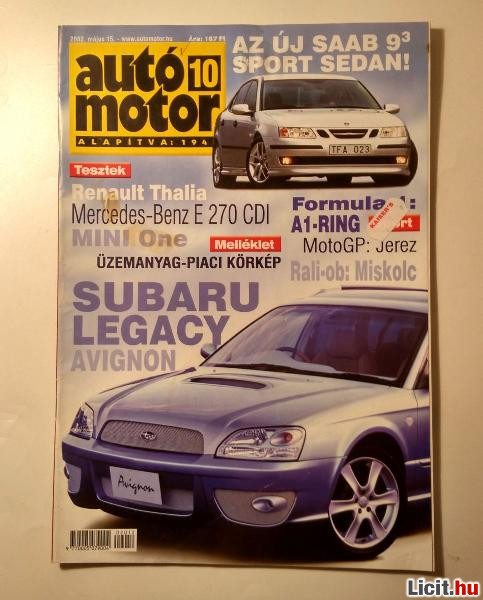 2002. május 15. - www.automotor.hu Ára: 167 Ft
autó 10
motor
ALAPÍTVA: 194
AZ ÚJ SAAB 9³
SPORT SEDAN!
TFA 023
Tesztek
Renault Thalia
Mercedes-Benz E 270 CDI
MINI One
Melléklet
ÜZEMANYAG-PIACI KÖRKÉP
Formula 1:
A1-RING
KAISER'S
MotoGP: Jerez
Rali-ob: Miskolc
SUBARU
LEGACY
AVIGNON
Avignon
Licit.hu